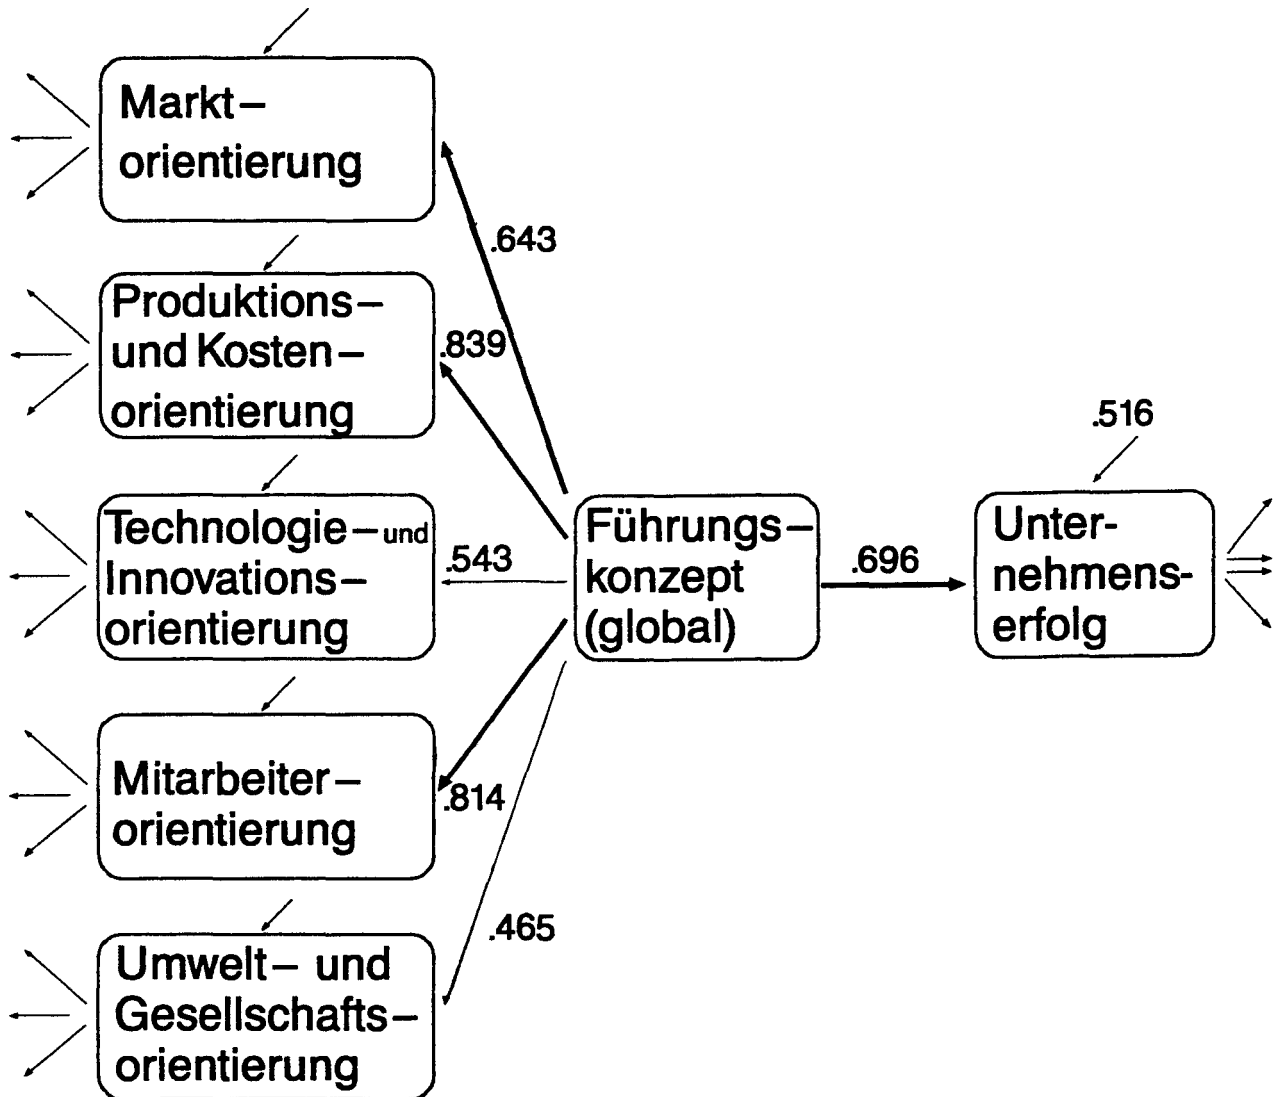 Markt–
orientierung
.643
Produktions–
und Kosten–
orientierung
.839
.516
Technologie–und
Innovations–
orientierung
.543
Führungs–
konzept
(global)
.696
Unter-
nehmens-
erfolg
Mitarbeiter–
orientierung
.814
.465
Umwelt– und
Gesellschafts–
orientierung